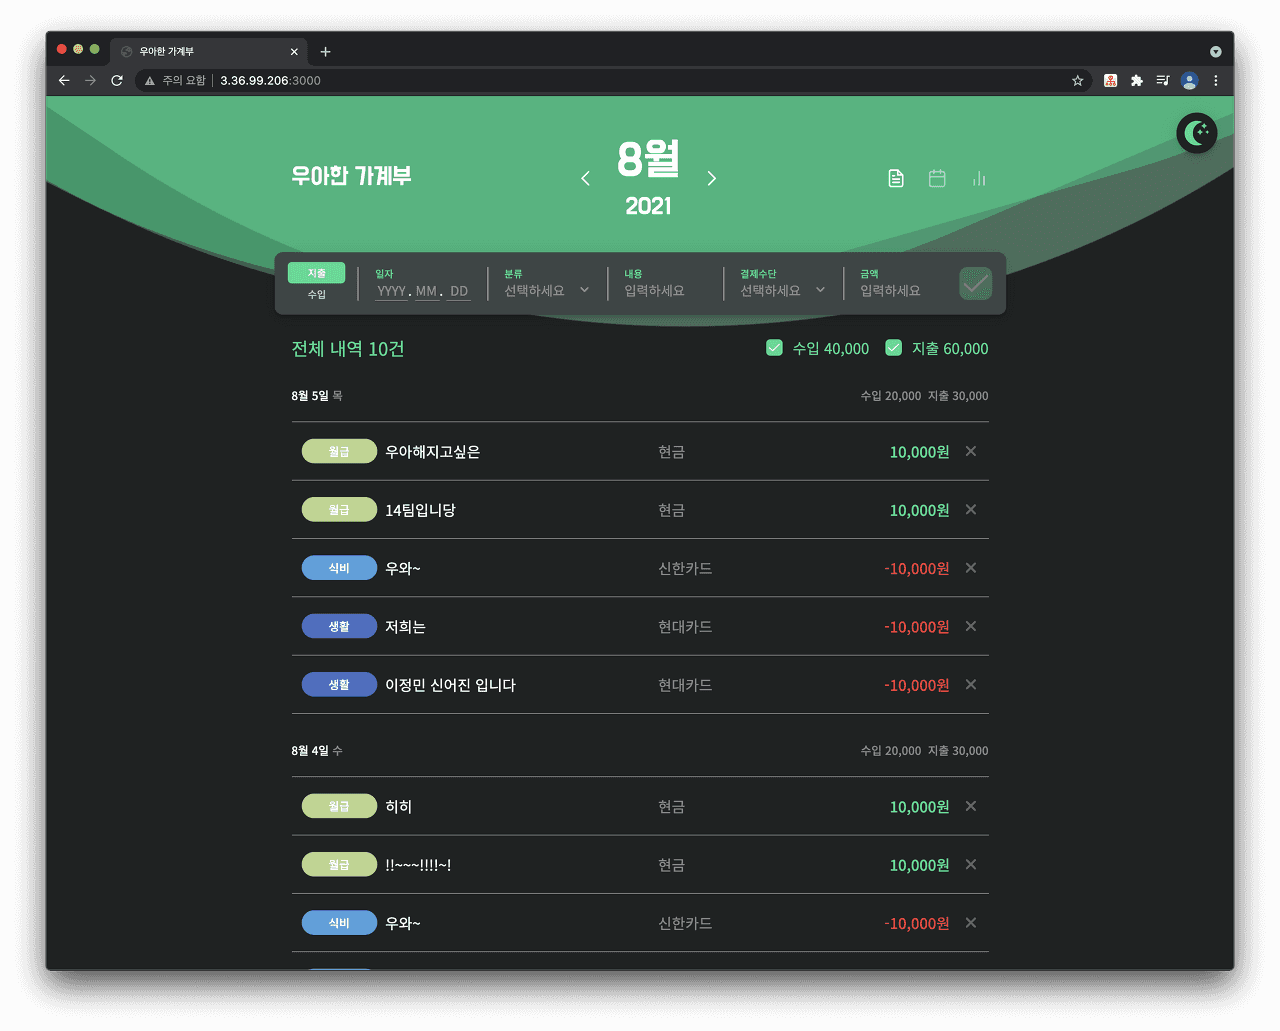 우아한 가계부
주의 요함 | 3.36.99.206:3000
우아한 가계부
8월
2021
지출
수입
일자
YYYY. MM. DD
분류
선택하세요
내용
입력하세요
결제수단
선택하세요
금액
입력하세요
전체 내역 10건
수입 40,000 지출 60,000
8월 5일 목 수입 20,000 지출 30,000
월급 우아해지고싶은 현금 10,000원
월급 14팀입니당 현금 10,000원
식비 우와~ 신한카드 -10,000원
생활 저희는 현대카드 -10,000원
생활 이정민 신어진 입니다 현대카드 -10,000원
8월 4일 수 수입 20,000 지출 30,000
월급 히히 현금 10,000원
월급 !!~~~!!!!~! 현금 10,000원
식비 우와~ 신한카드 -10,000원